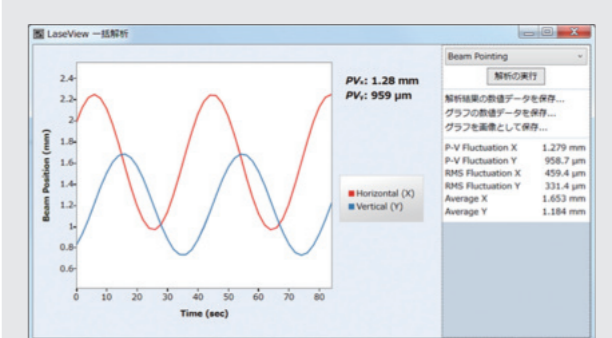 LaseView 一括解析
2.4
2.2
2
1.8
1.6
1.4
1.2
1
0.8
0.6
0 10 20 30 40 50 60 70 80
Beam Position (mm)
Time (sec)
PVx: 1.28 mm
PVY: 959 μm
Horizontal (X)
Vertical (Y)
Beam Pointing
解析の実行
解析結果の数値データを保存...
グラフの数値データを保存...
グラフを画像として保存...
P-V Fluctuation X 1.279 mm
P-V Fluctuation Y 958.7 μm
RMS Fluctuation X 459.4 μm
RMS Fluctuation Y 331.4 μm
Average X 1.653 mm
Average Y 1.184 mm